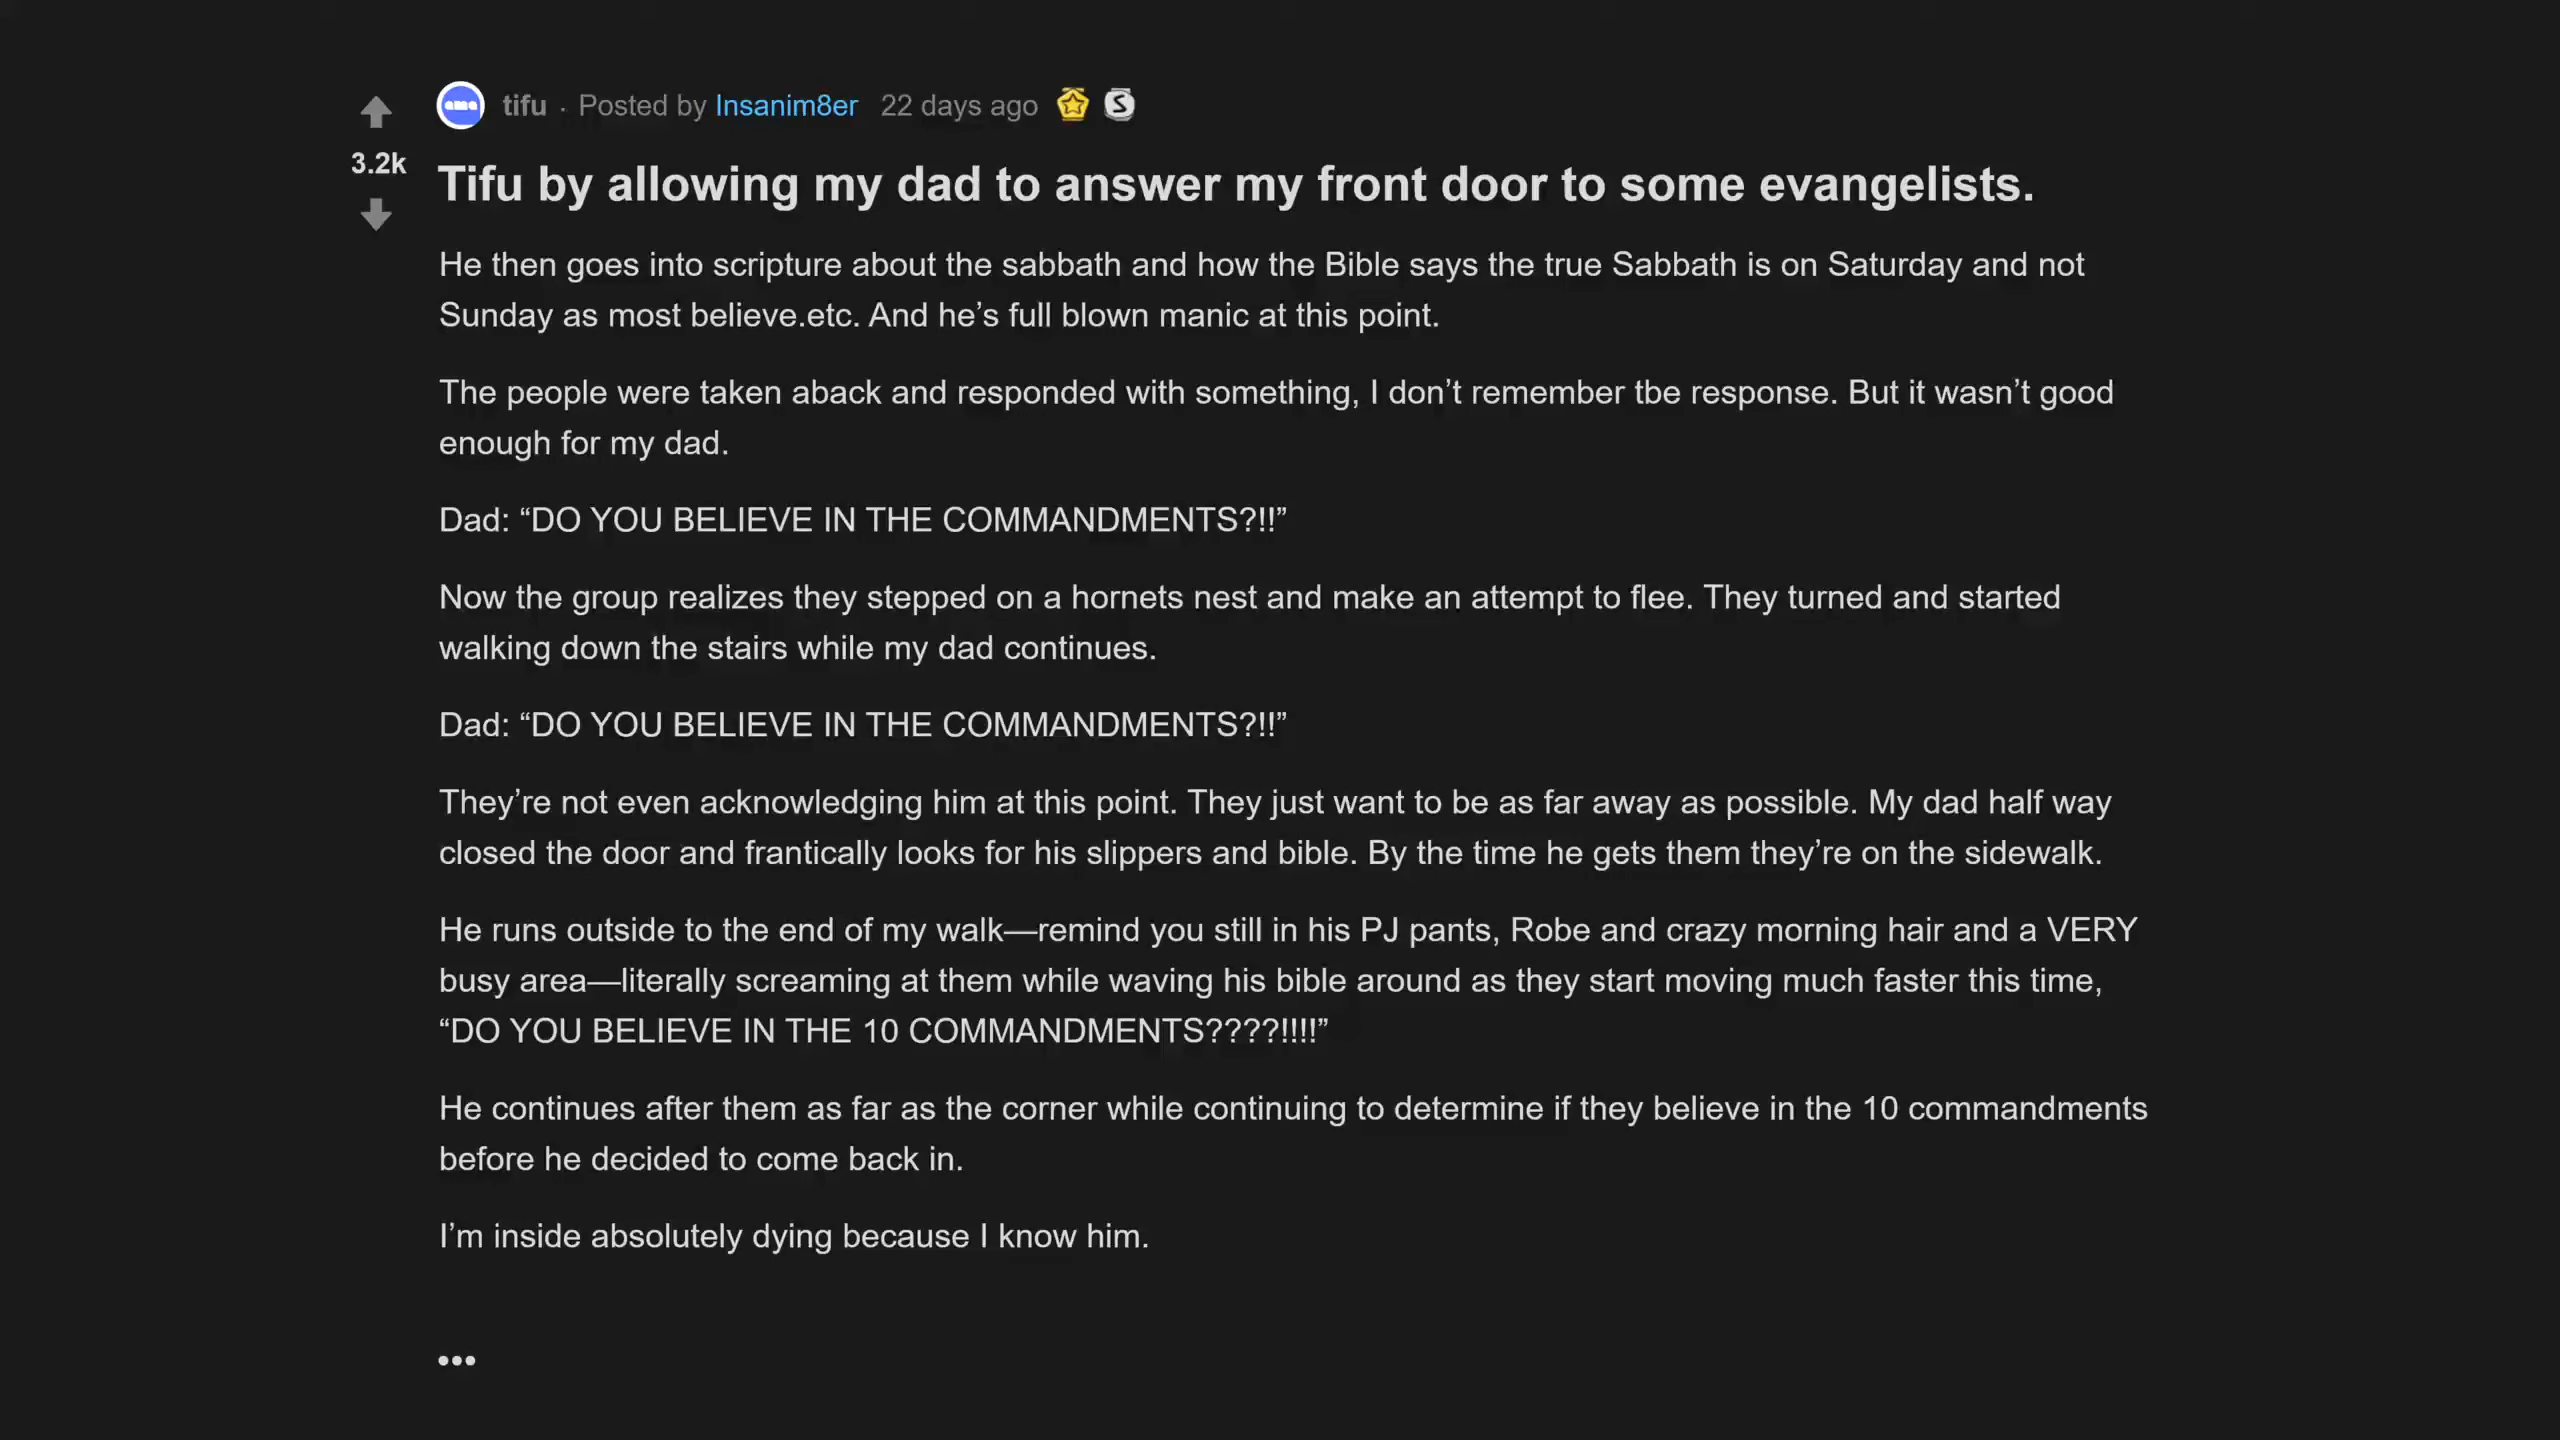 tifu · Posted by Insanim8er 22 days ago
3.2k
Tifu by allowing my dad to answer my front door to some evangelists.
He then goes into scripture about the sabbath and how the Bible says the true Sabbath is on Saturday and not
Sunday as most believe.etc. And he’s full blown manic at this point.
The people were taken aback and responded with something, I don’t remember tbe response. But it wasn’t good
enough for my dad.
Dad: “DO YOU BELIEVE IN THE COMMANDMENTS?!!”
Now the group realizes they stepped on a hornets nest and make an attempt to flee. They turned and started
walking down the stairs while my dad continues.
Dad: “DO YOU BELIEVE IN THE COMMANDMENTS?!!”
They’re not even acknowledging him at this point. They just want to be as far away as possible. My dad half way
closed the door and frantically looks for his slippers and bible. By the time he gets them they’re on the sidewalk.
He runs outside to the end of my walk—remind you still in his PJ pants, Robe and crazy morning hair and a VERY
busy area—literally screaming at them while waving his bible around as they start moving much faster this time,
“DO YOU BELIEVE IN THE 10 COMMANDMENTS????!!!!”
He continues after them as far as the corner while continuing to determine if they believe in the 10 commandments
before he decided to come back in.
I’m inside absolutely dying because I know him.
•••